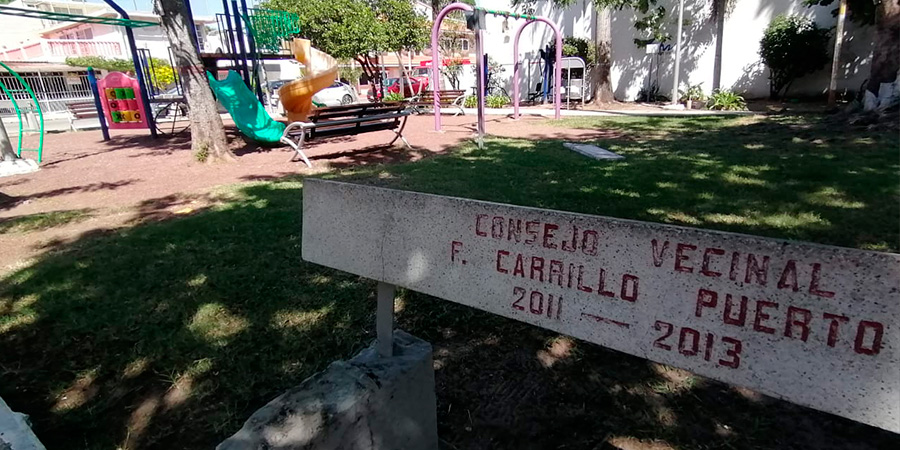 CONSEJO VECINAL
F. CARRILLO PUERTO
2011 — 2013